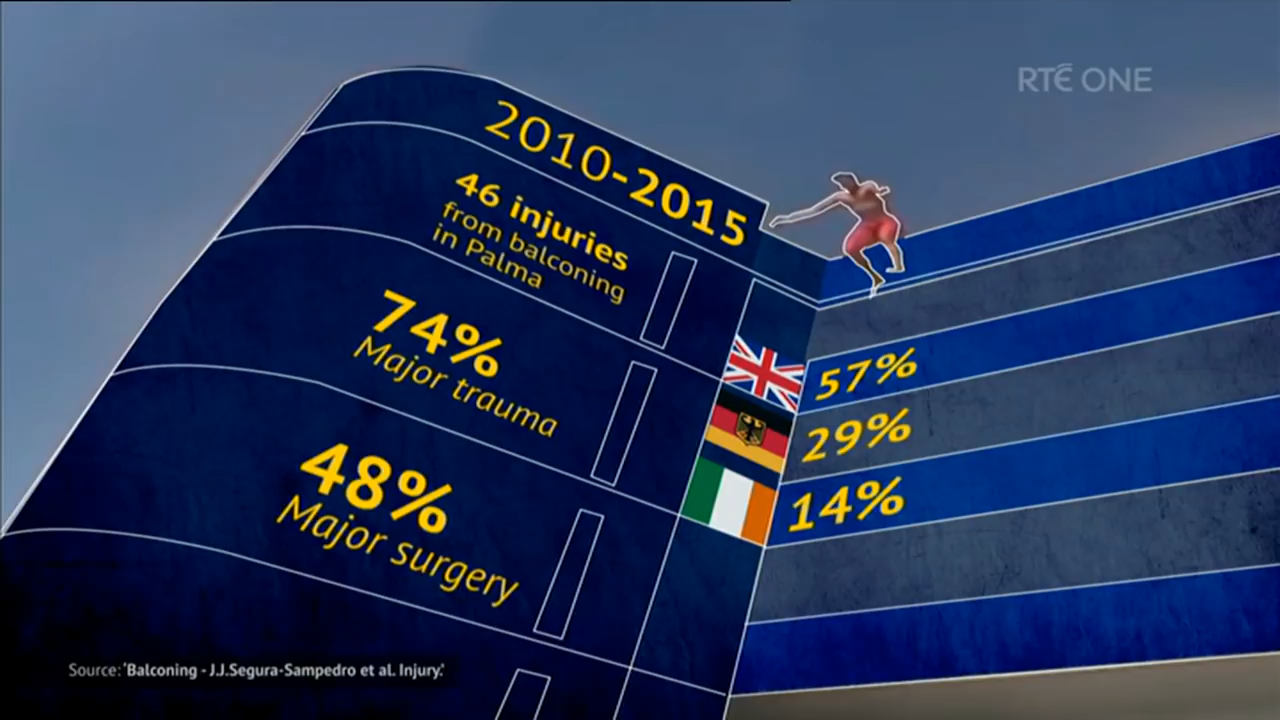 RTÉ ONE
2010-2015
46 injuries
from balconing
in Palma
74%
Major trauma
48%
Major surgery
57%
29%
14%
Source: 'Balconing - J.J.Segura-Sampedro et al. Injury.'